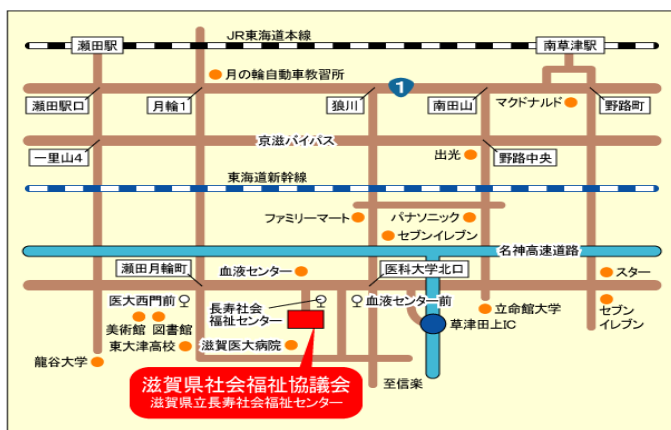 JR東海道本線
瀬田駅
南草津駅
月の輪自動車教習所
瀬田駅口
月輪1
狼川
1
南田山
マクドナルド
野路町
京滋バイパス
一里山4
出光
野路中央
東海道新幹線
ファミリーマート
パナソニック
セブンイレブン
名神高速道路
瀬田月輪町
血液センター
医科大学北口
スター
医大西門前
長寿社会
福祉センター
血液センター前
美術館
図書館
立命館大学
セブン
イレブン
東大津高校
滋賀医大病院
草津田上IC
龍谷大学
滋賀県社会福祉協議会
滋賀県立長寿社会福祉センター
至信楽